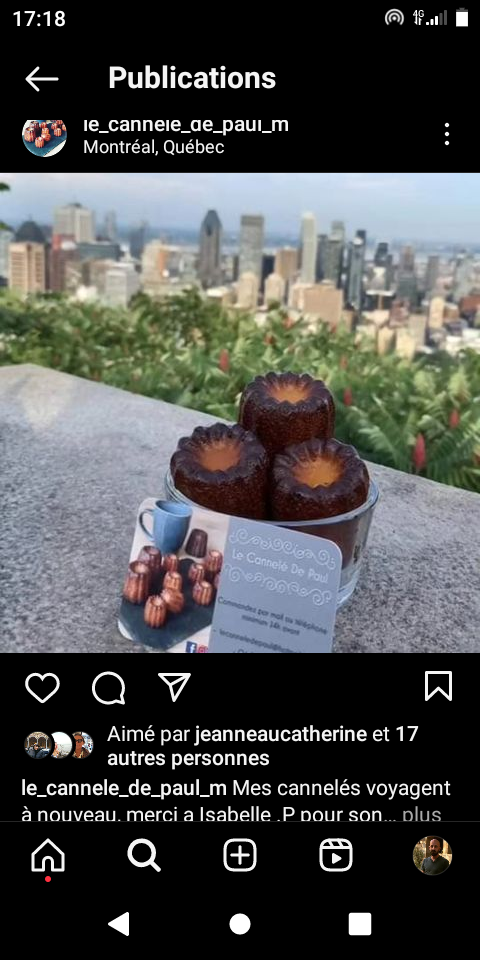 17:18
4G
Publications
le_cannele_de_paul_m
Montréal, Québec
Le Cannelé De Paul
Commandez par mail ou téléphone
minimum 24h avant
Aimé par jeanneaucatherine et 17
autres personnes
le_cannele_de_paul_m Mes cannelés voyagent
à nouveau, merci a Isabelle .P pour son... plus